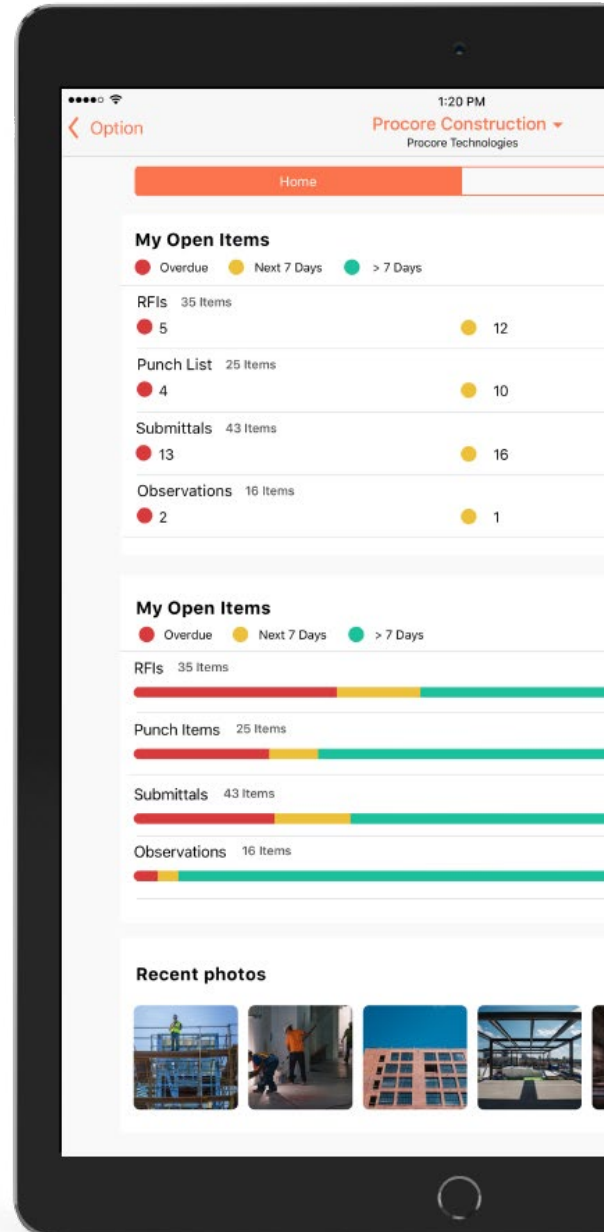 1:20 PM
Option
Procore Construction
Procore Technologies
Home
My Open Items
Overdue Next 7 Days > 7 Days
RFIs 35 Items
5 12
Punch List 25 Items
4 10
Submittals 43 Items
13 16
Observations 16 Items
2 1
My Open Items
Overdue Next 7 Days > 7 Days
RFIs 35 Items
Punch Items 25 Items
Submittals 43 Items
Observations 16 Items
Recent photos